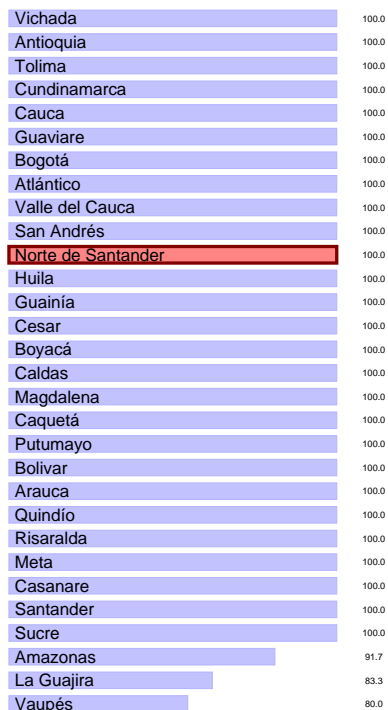 Vichada 100.0
Antioquia 100.0
Tolima 100.0
Cundinamarca 100.0
Cauca 100.0
Guaviare 100.0
Bogotá 100.0
Atlántico 100.0
Valle del Cauca 100.0
San Andrés 100.0
Norte de Santander 100.0
Huila 100.0
Guainía 100.0
Cesar 100.0
Boyacá 100.0
Caldas 100.0
Magdalena 100.0
Caquetá 100.0
Putumayo 100.0
Bolivar 100.0
Arauca 100.0
Quindío 100.0
Risaralda 100.0
Meta 100.0
Casanare 100.0
Santander 100.0
Sucre 100.0
Amazonas 91.7
La Guajira 83.3
Vaupés 80.0